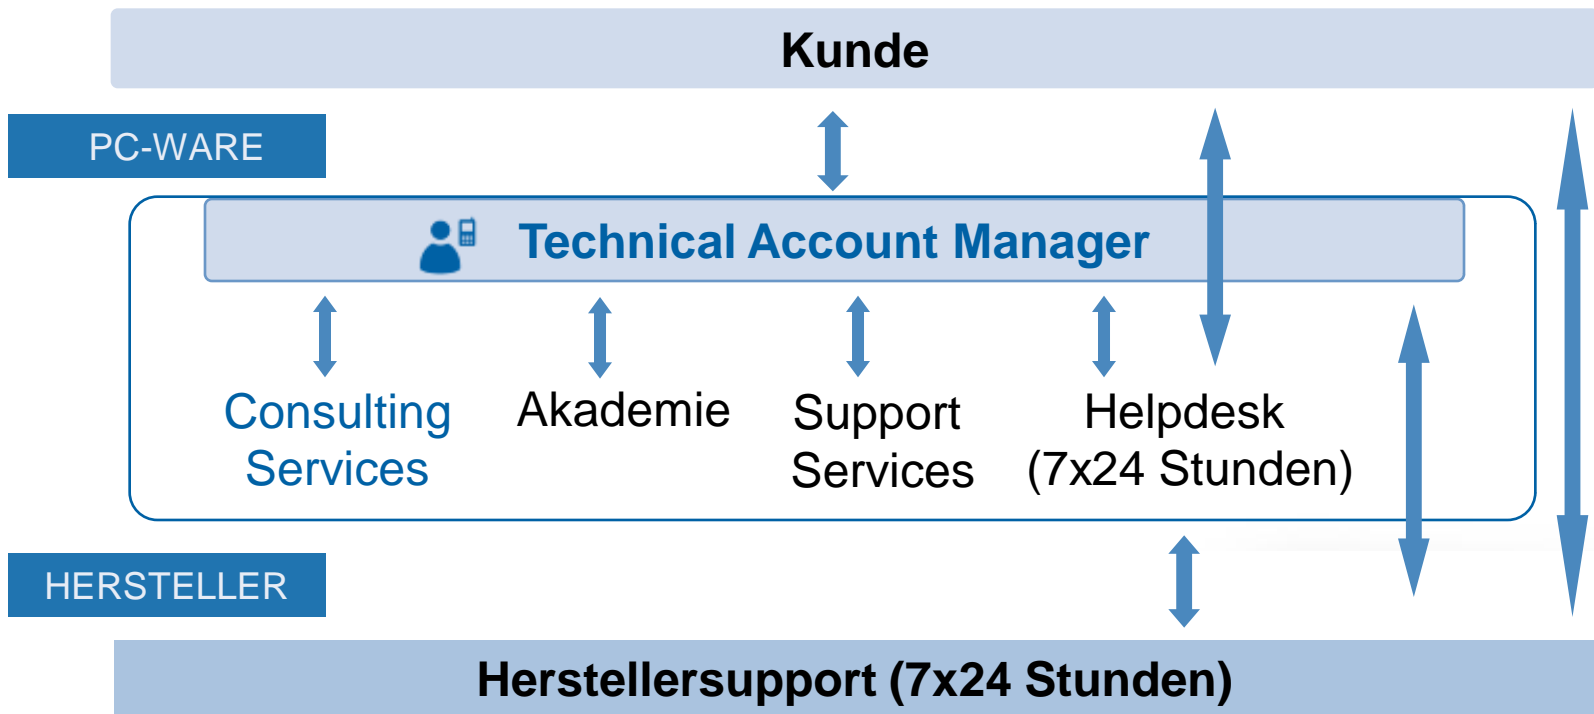 Kunde
PC-WARE
Technical Account Manager
Consulting
Services
Akademie
Support
Services
Helpdesk
(7x24 Stunden)
HERSTELLER
Herstellersupport (7x24 Stunden)